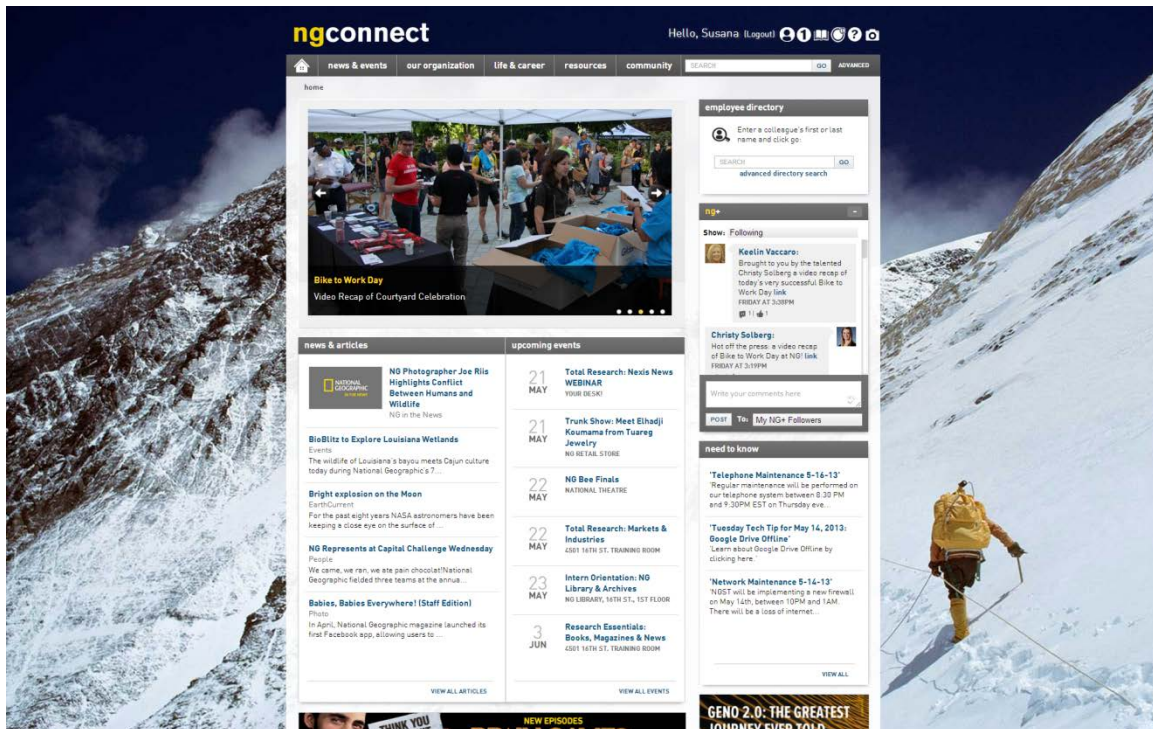 ngconnect
Hello, Susana (Logout)
news & events our organization life & career resources community SEARCH GO ADVANCED
home
Bike to Work Day
Video Recap of Courtyard Celebration
news & articles
NATIONAL
GEOGRAPHIC
NG Photographer Joe Riis
Highlights Conflict
Between Humans and
Wildlife
NG in the News
BioBlitz to Explore Louisiana Wetlands
Events
The wildlife of Louisiana's bayou meets Cajun culture
today during National Geographic's 7...
Bright explosion on the Moon
EarthCurrent
For the past eight years NASA astronomers have been
keeping a close eye on the surface of ...
NG Represents at Capital Challenge Wednesday
People
We came, we ran, we ate pain chocolat!National
Geographic fielded three teams at the annua...
Babies, Babies Everywhere! (Staff Edition)
Photo
In April, National Geographic magazine launched its
first Facebook app, allowing users to ...
VIEW ALL ARTICLES
upcoming events
21
MAY
Total Research: Nexis News
WEBINAR
YOUR DESK!
21
MAY
Trunk Show: Meet Elhadji
Koumama from Tuareg
Jewelry
NG RETAIL STORE
22
MAY
NG Bee Finals
NATIONAL THEATRE
22
MAY
Total Research: Markets &
Industries
4501 16TH ST. TRAINING ROOM
23
MAY
Intern Orientation: NG
Library & Archives
NG LIBRARY, 16TH ST., 1ST FLOOR
3
JUN
Research Essentials:
Books, Magazines & News
4501 16TH ST. TRAINING ROOM
VIEW ALL EVENTS
employee directory
Enter a colleague's first or last
name and click go:
SEARCH GO
advanced directory search
ng+
Show: Following
Keelin Vaccaro:
Brought to you by the talented
Christy Solberg a video recap of
today's very successful Bike to
Work Day link
FRIDAY AT 3:38PM
1 | 1
Christy Solberg:
Hot off the press: a video recap
of Bike to Work Day at NG! link
FRIDAY AT 3:19PM
Write your comments here
POST To: My NG+ Followers
need to know
'Telephone Maintenance 5-16-13'
'Regular maintenance will be performed on
our telephone system between 8:30 PM
and 9:30PM EST on Thursday eve...
'Tuesday Tech Tip for May 14, 2013:
Google Drive Offline'
'Learn about Google Drive Offline by
clicking here.'
'Network Maintenance 5-14-13'
'NGST will be implementing a new firewall
on May 14th, between 10PM and 1AM.
There will be a loss of internet...
VIEW ALL
THINK YOU
NEW EPISODES
GENO 2.0: THE GREATEST
JOURNEY EVER TOLD